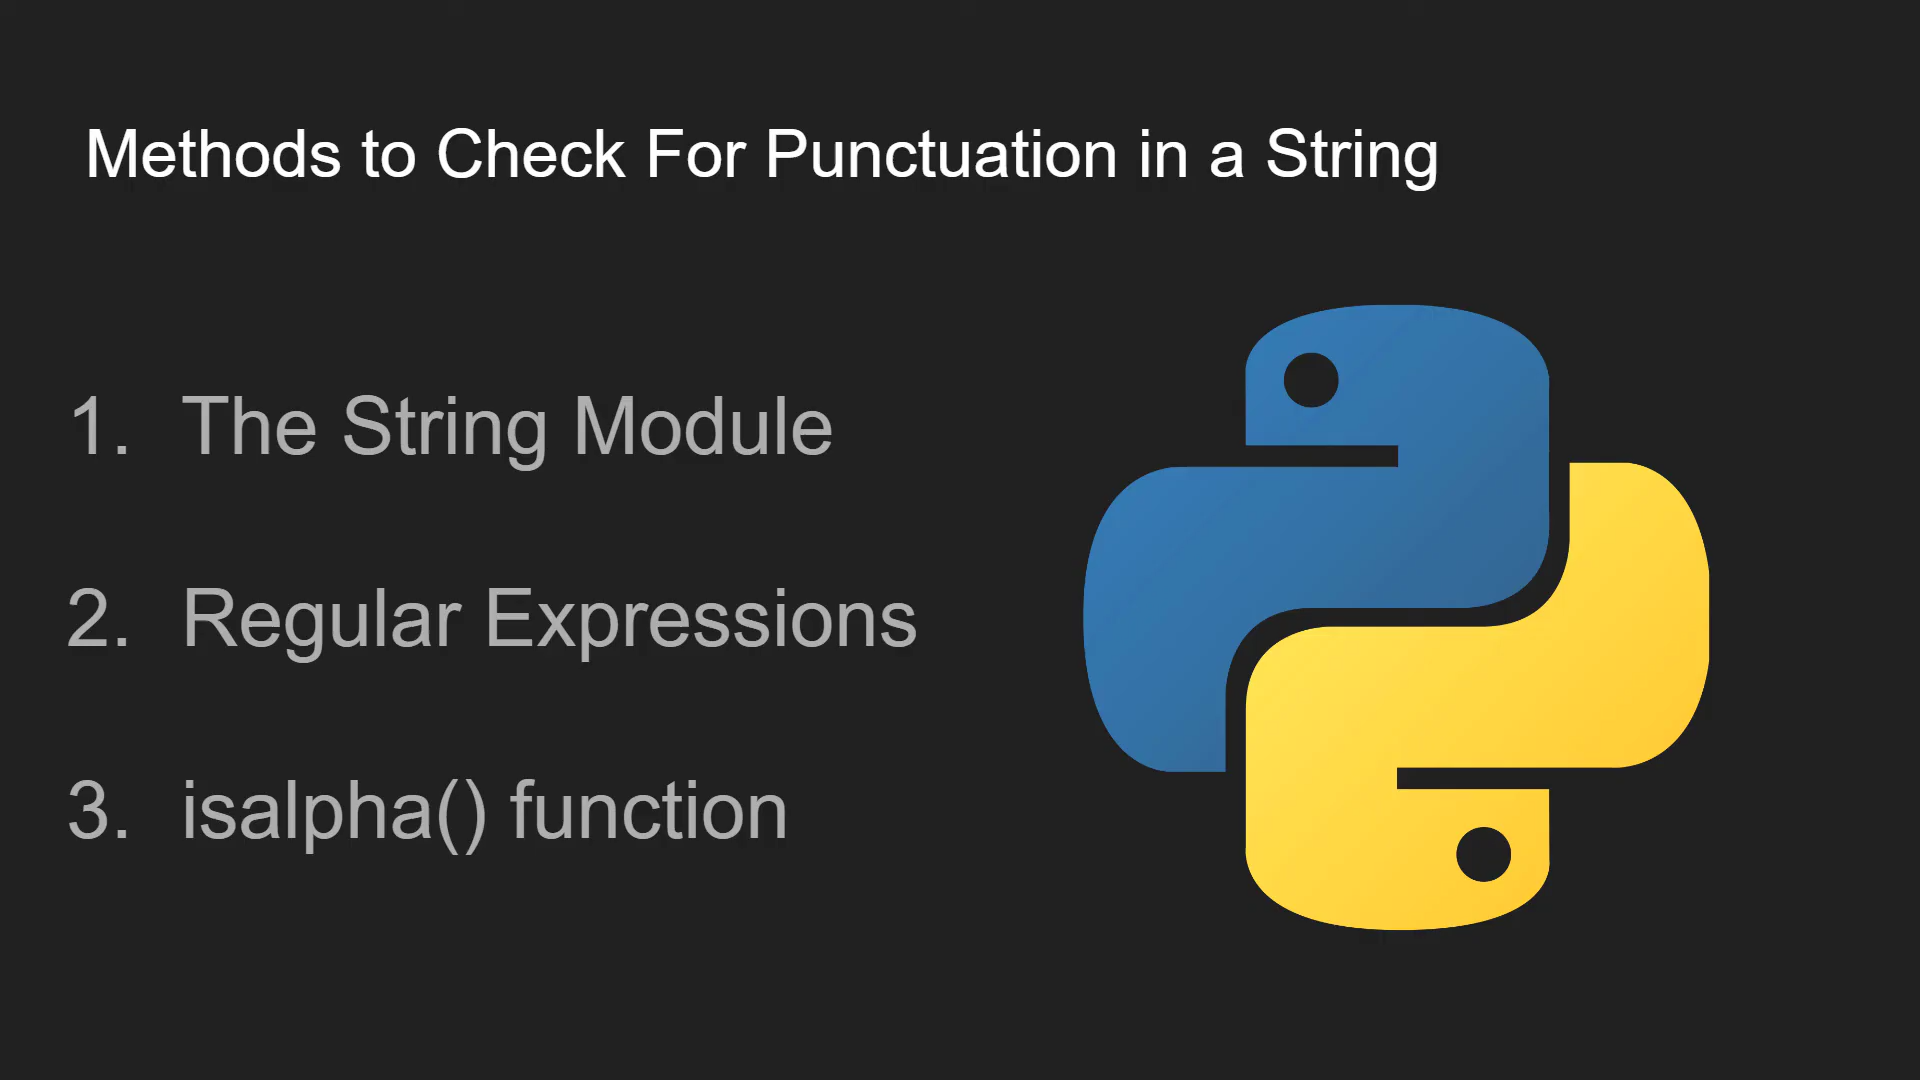 Methods to Check For Punctuation in a String
1. The String Module
2. Regular Expressions
3. isalpha() function